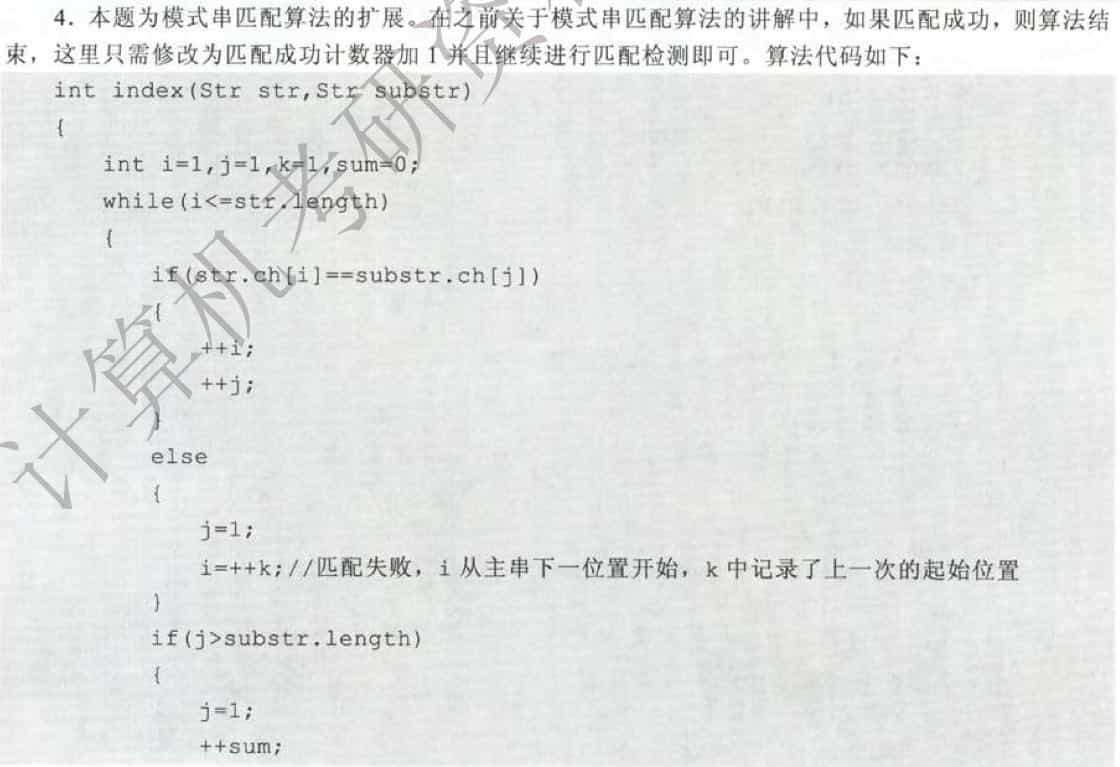 4．本题为模式串匹配算法的扩展。在之前关于模式串匹配算法的讲解中，如果匹配成功，则算法结
束，这里只需修改为匹配成功计数器加 1 并且继续进行匹配检测即可。算法代码如下：
int index(Str str,Str substr)
{
int i=1,j=1,k=1,sum=0;
while(i<=str.length)
{
if(str.ch[i]==substr.ch[j])
{
++i;
++j;
}
else
{
j=1;
i=++k;//匹配失败，i 从主串下一位置开始，k 中记录了上一次的起始位置
}
if(j>substr.length)
{
j=1;
++sum;
计算机考研资